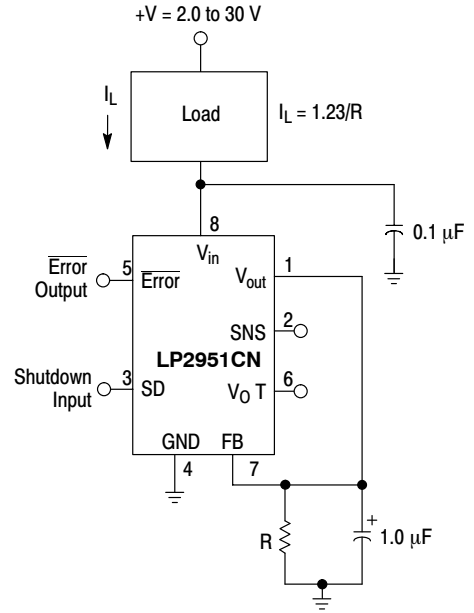 +V = 2.0 to 30 V
I_L
Load
I_L = 1.23/R
8
0.1 μF
V_in
Error
Output
5
Error
V_out
1
SNS
2
LP2951CN
Shutdown
Input
3
SD
V_O T
6
GND
FB
4
7
R
+
1.0 μF